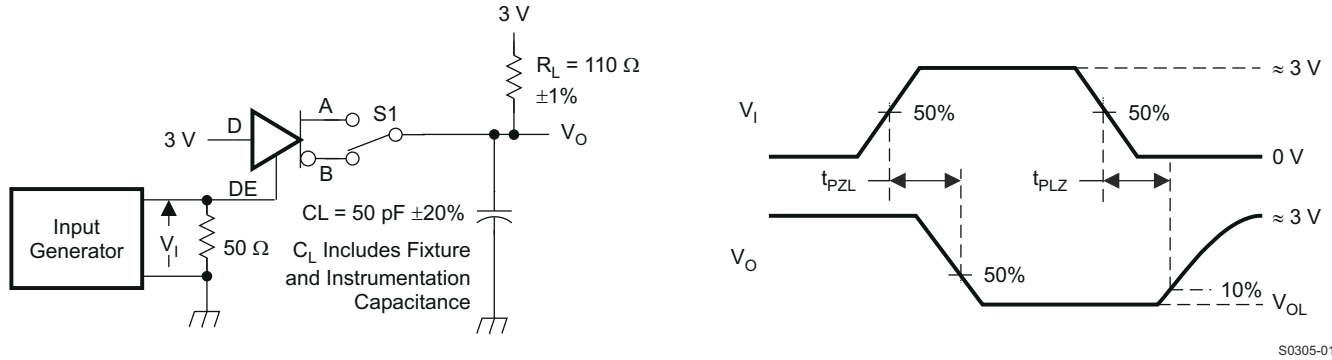 3 V
R_L = 110 Ω
±1%
A
S1
3 V
D
V_O
B
DE
Input
Generator
V_I
50 Ω
CL = 50 pF ±20%
C_L Includes Fixture
and Instrumentation
Capacitance
≈ 3 V
V_I
50%
50%
0 V
t_PZL
t_PLZ
≈ 3 V
V_O
50%
10%
V_OL
S0305-01